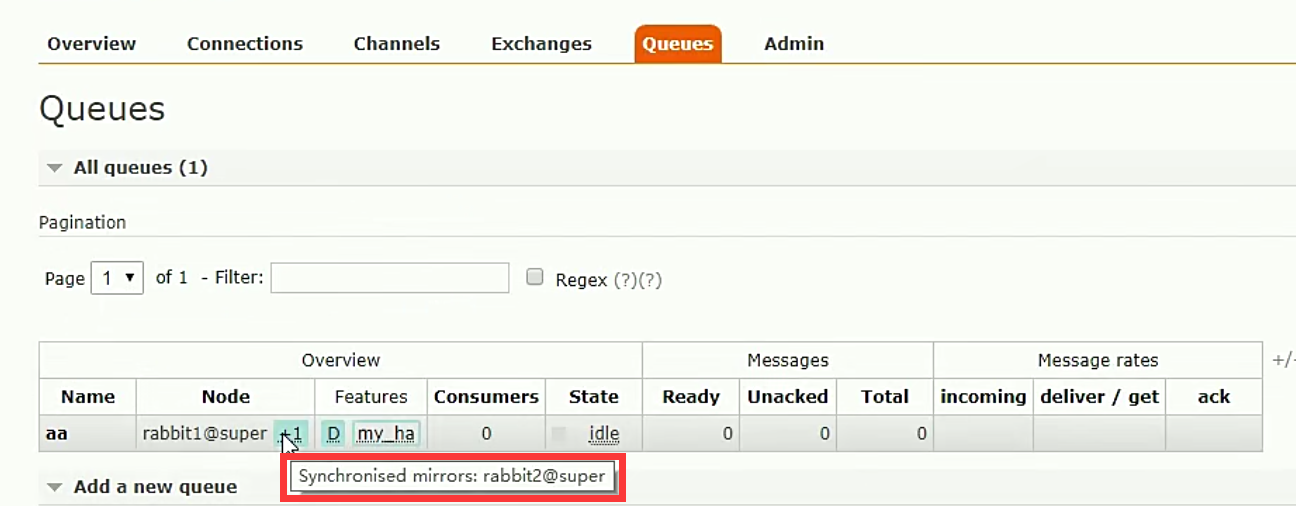 Overview Connections Channels Exchanges Queues Admin
Queues
All queues (1)
Pagination
Page 1 of 1 - Filter: Regex (?)(?)
Overview Messages Message rates +/-
Name Node Features Consumers State Ready Unacked Total incoming deliver / get ack
aa rabbit1@super +1 D my_ha 0 idle 0 0 0
Synchronised mirrors: rabbit2@super
Add a new queue